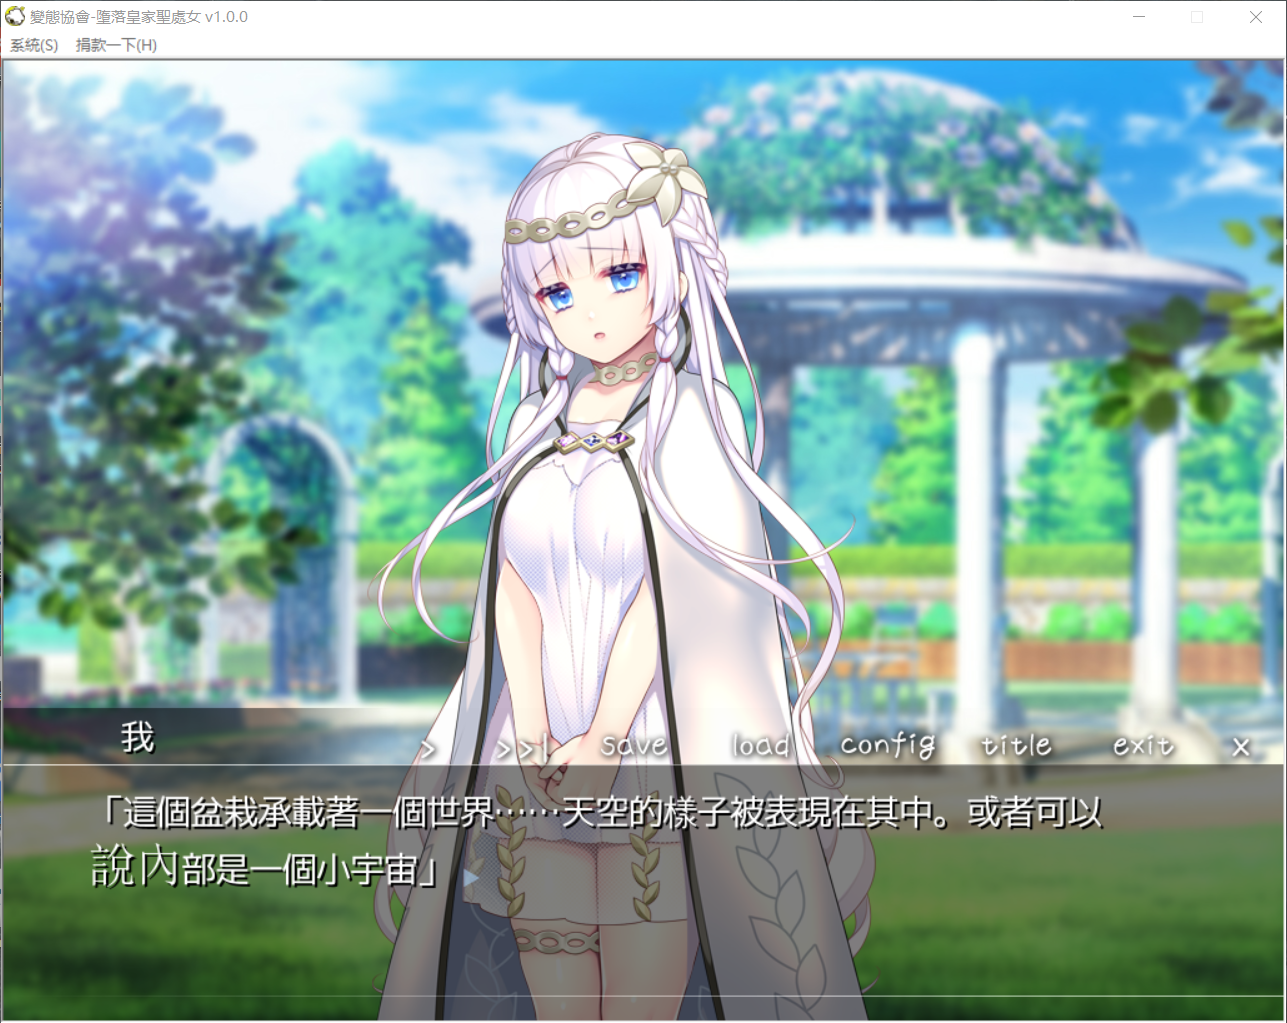 變態協會-墮落皇家聖處女 v1.0.0
系統(S) 捐款一下(H)
我
> >>| save load config title exit x
「這個盆栽承載著一個世界……天空的樣子被表現在其中。或者可以
說內部是一個小宇宙」